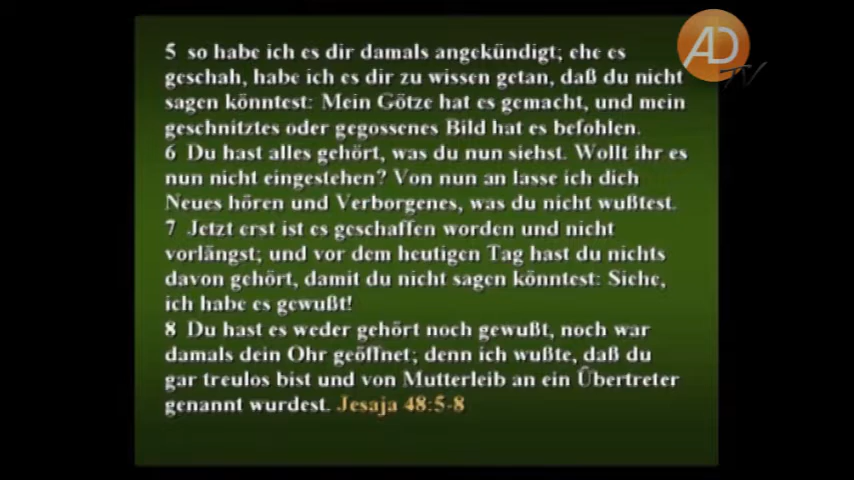 AD
TV
5 so habe ich es dir damals angekündigt; ehe es
geschah, habe ich es dir zu wissen getan, daß du nicht
sagen könntest: Mein Götze hat es gemacht, und mein
geschnitztes oder gegossenes Bild hat es befohlen.
6 Du hast alles gehört, was du nun siehst. Wollt ihr es
nun nicht eingestehen? Von nun an lasse ich dich
Neues hören und Verborgenes, was du nicht wußtest.
7 Jetzt erst ist es geschaffen worden und nicht
vorlängst; und vor dem heutigen Tag hast du nichts
davon gehört, damit du nicht sagen könntest: Siehe,
ich habe es gewußt!
8 Du hast es weder gehört noch gewußt, noch war
damals dein Ohr geöffnet; denn ich wußte, daß du
gar treulos bist und von Mutterleib an ein Übertreter
genannt wurdest. Jesaja 48:5-8